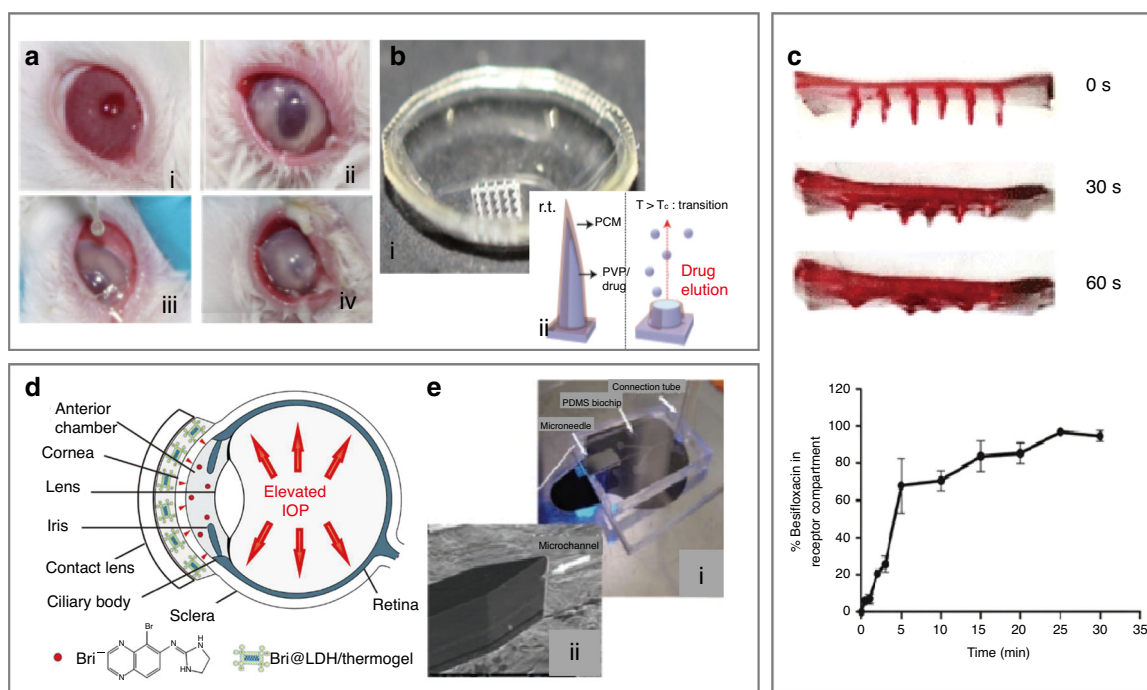 a
i
ii
iii
iv
b
i
r.t.
PCM
PVP/
drug
ii
T > Tc : transition
Drug
elution
c
0 s
30 s
60 s
120
100
80
60
40
20
0
% Besifloxacin in
receptor compartment
0
5
10
15
20
25
30
35
Time (min)
d
Anterior
chamber
Cornea
Lens
Iris
Contact lens
Ciliary body
Sclera
Retina
Elevated
IOP
Bri–
Br
N
N
N
H
N
N
H
Bri@LDH/thermogel
e
Connection tube
PDMS biochip
Microneedle
i
Microchannel
ii